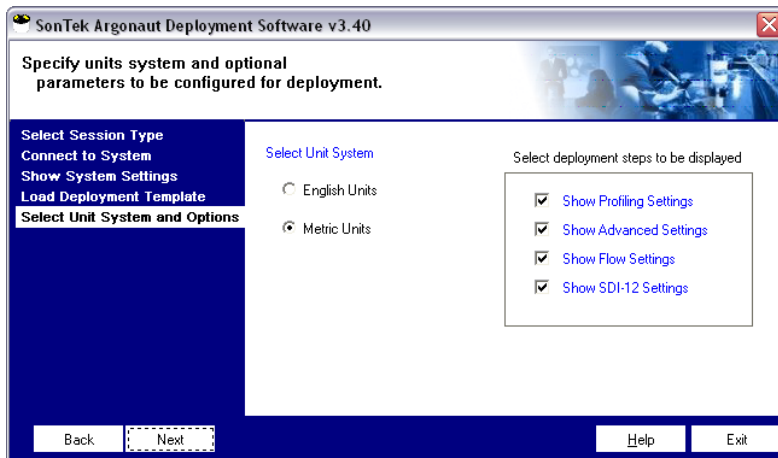 SonTek Argonaut Deployment Software v3.40
Specify units system and optional
parameters to be configured for deployment.
Select Session Type
Connect to System
Show System Settings
Load Deployment Template
Select Unit System and Options
Select Unit System
English Units
Metric Units
Select deployment steps to be displayed
Show Profiling Settings
Show Advanced Settings
Show Flow Settings
Show SDI-12 Settings
Back
Next
Help
Exit